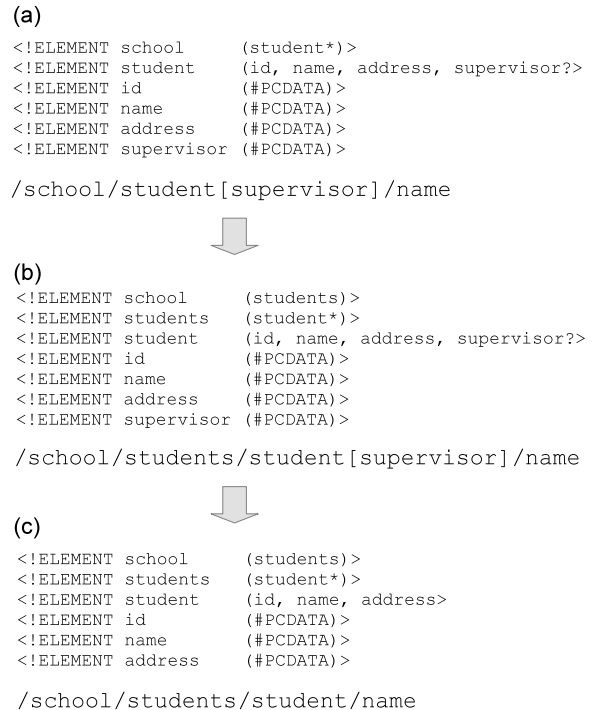 (a)
<!ELEMENT school (student*)>
<!ELEMENT student (id, name, address, supervisor?>
<!ELEMENT id (#PCDATA)>
<!ELEMENT name (#PCDATA)>
<!ELEMENT address (#PCDATA)>
<!ELEMENT supervisor (#PCDATA)>
/school/student[supervisor]/name
(b)
<!ELEMENT school (students)>
<!ELEMENT students (student*)>
<!ELEMENT student (id, name, address, supervisor?>
<!ELEMENT id (#PCDATA)>
<!ELEMENT name (#PCDATA)>
<!ELEMENT address (#PCDATA)>
<!ELEMENT supervisor (#PCDATA)>
/school/students/student[supervisor]/name
(c)
<!ELEMENT school (students)>
<!ELEMENT students (student*)>
<!ELEMENT student (id, name, address>
<!ELEMENT id (#PCDATA)>
<!ELEMENT name (#PCDATA)>
<!ELEMENT address (#PCDATA)>
/school/students/student/name